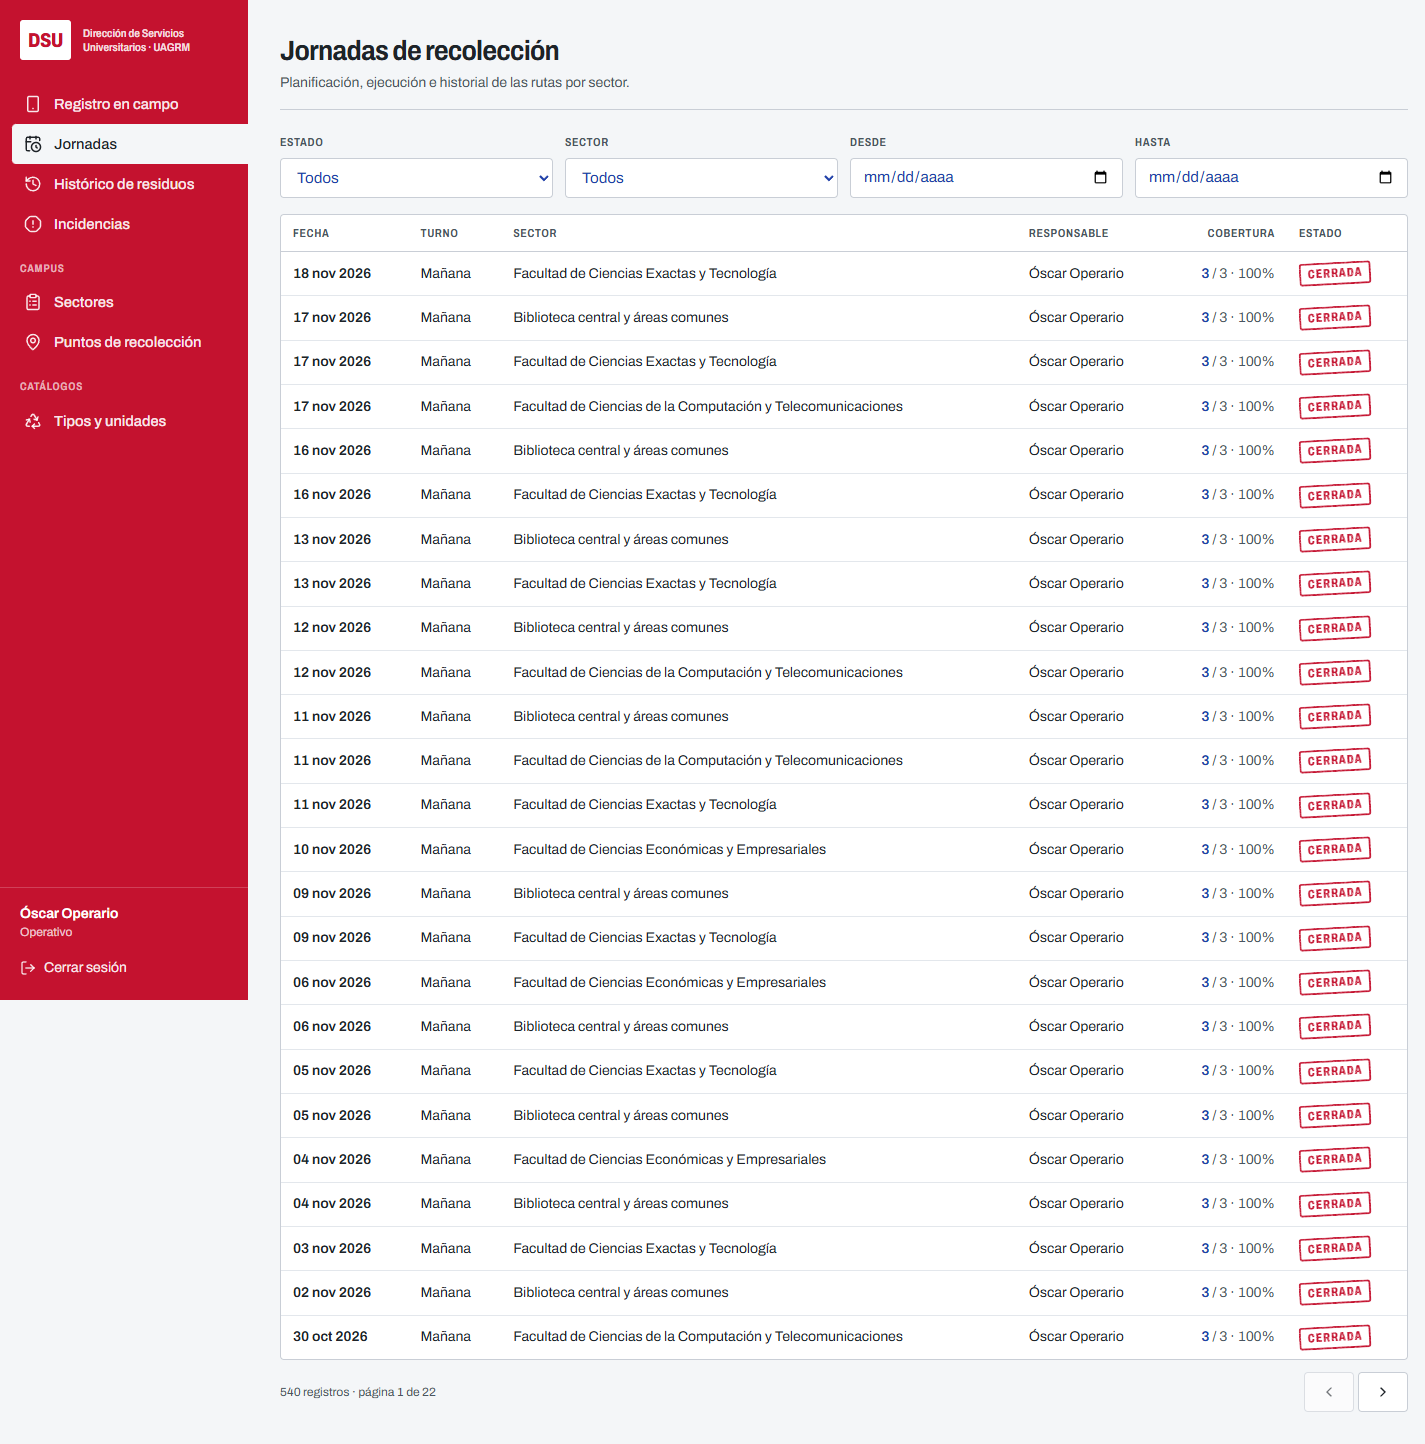 DSU
Dirección de Servicios
Universitarios · UAGRM
Registro en campo
Jornadas
Histórico de residuos
Incidencias
CAMPUS
Sectores
Puntos de recolección
CATÁLOGOS
Tipos y unidades
Óscar Operario
Operativo
Cerrar sesión
Jornadas de recolección
Planificación, ejecución e historial de las rutas por sector.
ESTADO SECTOR DESDE HASTA
Todos Todos mm/dd/aaaa mm/dd/aaaa
FECHA TURNO SECTOR RESPONSABLE COBERTURA ESTADO
18 nov 2026 Mañana Facultad de Ciencias Exactas y Tecnología Óscar Operario 3 / 3 · 100% CERRADA
17 nov 2026 Mañana Biblioteca central y áreas comunes Óscar Operario 3 / 3 · 100% CERRADA
17 nov 2026 Mañana Facultad de Ciencias Exactas y Tecnología Óscar Operario 3 / 3 · 100% CERRADA
17 nov 2026 Mañana Facultad de Ciencias de la Computación y Telecomunicaciones Óscar Operario 3 / 3 · 100% CERRADA
16 nov 2026 Mañana Biblioteca central y áreas comunes Óscar Operario 3 / 3 · 100% CERRADA
16 nov 2026 Mañana Facultad de Ciencias Exactas y Tecnología Óscar Operario 3 / 3 · 100% CERRADA
13 nov 2026 Mañana Biblioteca central y áreas comunes Óscar Operario 3 / 3 · 100% CERRADA
13 nov 2026 Mañana Facultad de Ciencias Exactas y Tecnología Óscar Operario 3 / 3 · 100% CERRADA
12 nov 2026 Mañana Biblioteca central y áreas comunes Óscar Operario 3 / 3 · 100% CERRADA
12 nov 2026 Mañana Facultad de Ciencias de la Computación y Telecomunicaciones Óscar Operario 3 / 3 · 100% CERRADA
11 nov 2026 Mañana Biblioteca central y áreas comunes Óscar Operario 3 / 3 · 100% CERRADA
11 nov 2026 Mañana Facultad de Ciencias de la Computación y Telecomunicaciones Óscar Operario 3 / 3 · 100% CERRADA
11 nov 2026 Mañana Facultad de Ciencias Exactas y Tecnología Óscar Operario 3 / 3 · 100% CERRADA
10 nov 2026 Mañana Facultad de Ciencias Económicas y Empresariales Óscar Operario 3 / 3 · 100% CERRADA
09 nov 2026 Mañana Biblioteca central y áreas comunes Óscar Operario 3 / 3 · 100% CERRADA
09 nov 2026 Mañana Facultad de Ciencias Exactas y Tecnología Óscar Operario 3 / 3 · 100% CERRADA
06 nov 2026 Mañana Facultad de Ciencias Económicas y Empresariales Óscar Operario 3 / 3 · 100% CERRADA
06 nov 2026 Mañana Biblioteca central y áreas comunes Óscar Operario 3 / 3 · 100% CERRADA
05 nov 2026 Mañana Facultad de Ciencias Exactas y Tecnología Óscar Operario 3 / 3 · 100% CERRADA
05 nov 2026 Mañana Biblioteca central y áreas comunes Óscar Operario 3 / 3 · 100% CERRADA
04 nov 2026 Mañana Facultad de Ciencias Económicas y Empresariales Óscar Operario 3 / 3 · 100% CERRADA
04 nov 2026 Mañana Biblioteca central y áreas comunes Óscar Operario 3 / 3 · 100% CERRADA
03 nov 2026 Mañana Facultad de Ciencias Exactas y Tecnología Óscar Operario 3 / 3 · 100% CERRADA
02 nov 2026 Mañana Biblioteca central y áreas comunes Óscar Operario 3 / 3 · 100% CERRADA
30 oct 2026 Mañana Facultad de Ciencias de la Computación y Telecomunicaciones Óscar Operario 3 / 3 · 100% CERRADA
540 registros · página 1 de 22